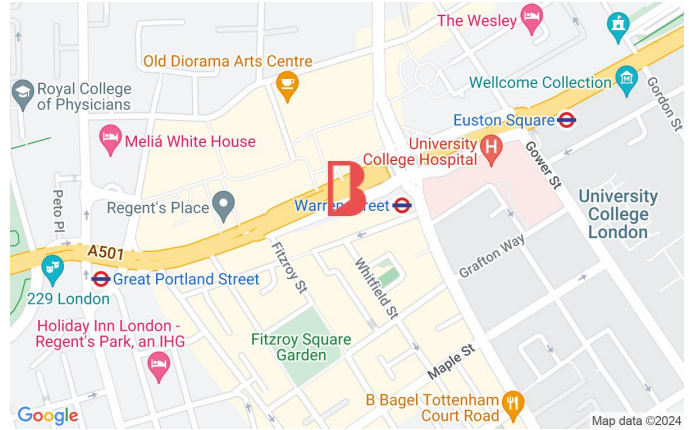 The Wesley
Old Diorama Arts Centre
Royal College
of Physicians
Wellcome Collection
Gordon St
Euston Square
Meliá White House
University
College Hospital
Gower St
B
Warren Street
Regent's Place
Peto Pl
University
College
London
A501
Fitzroy St
Whitfield St
Grafton Way
Great Portland Street
229 London
Holiday Inn London -
Regent's Park, an IHG
Fitzroy Square
Garden
Maple St
B Bagel Tottenham
Court Road
Google
Map data ©2024